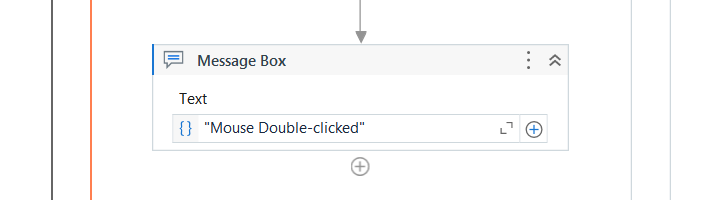 Message Box
Text
{} "Mouse Double-clicked"